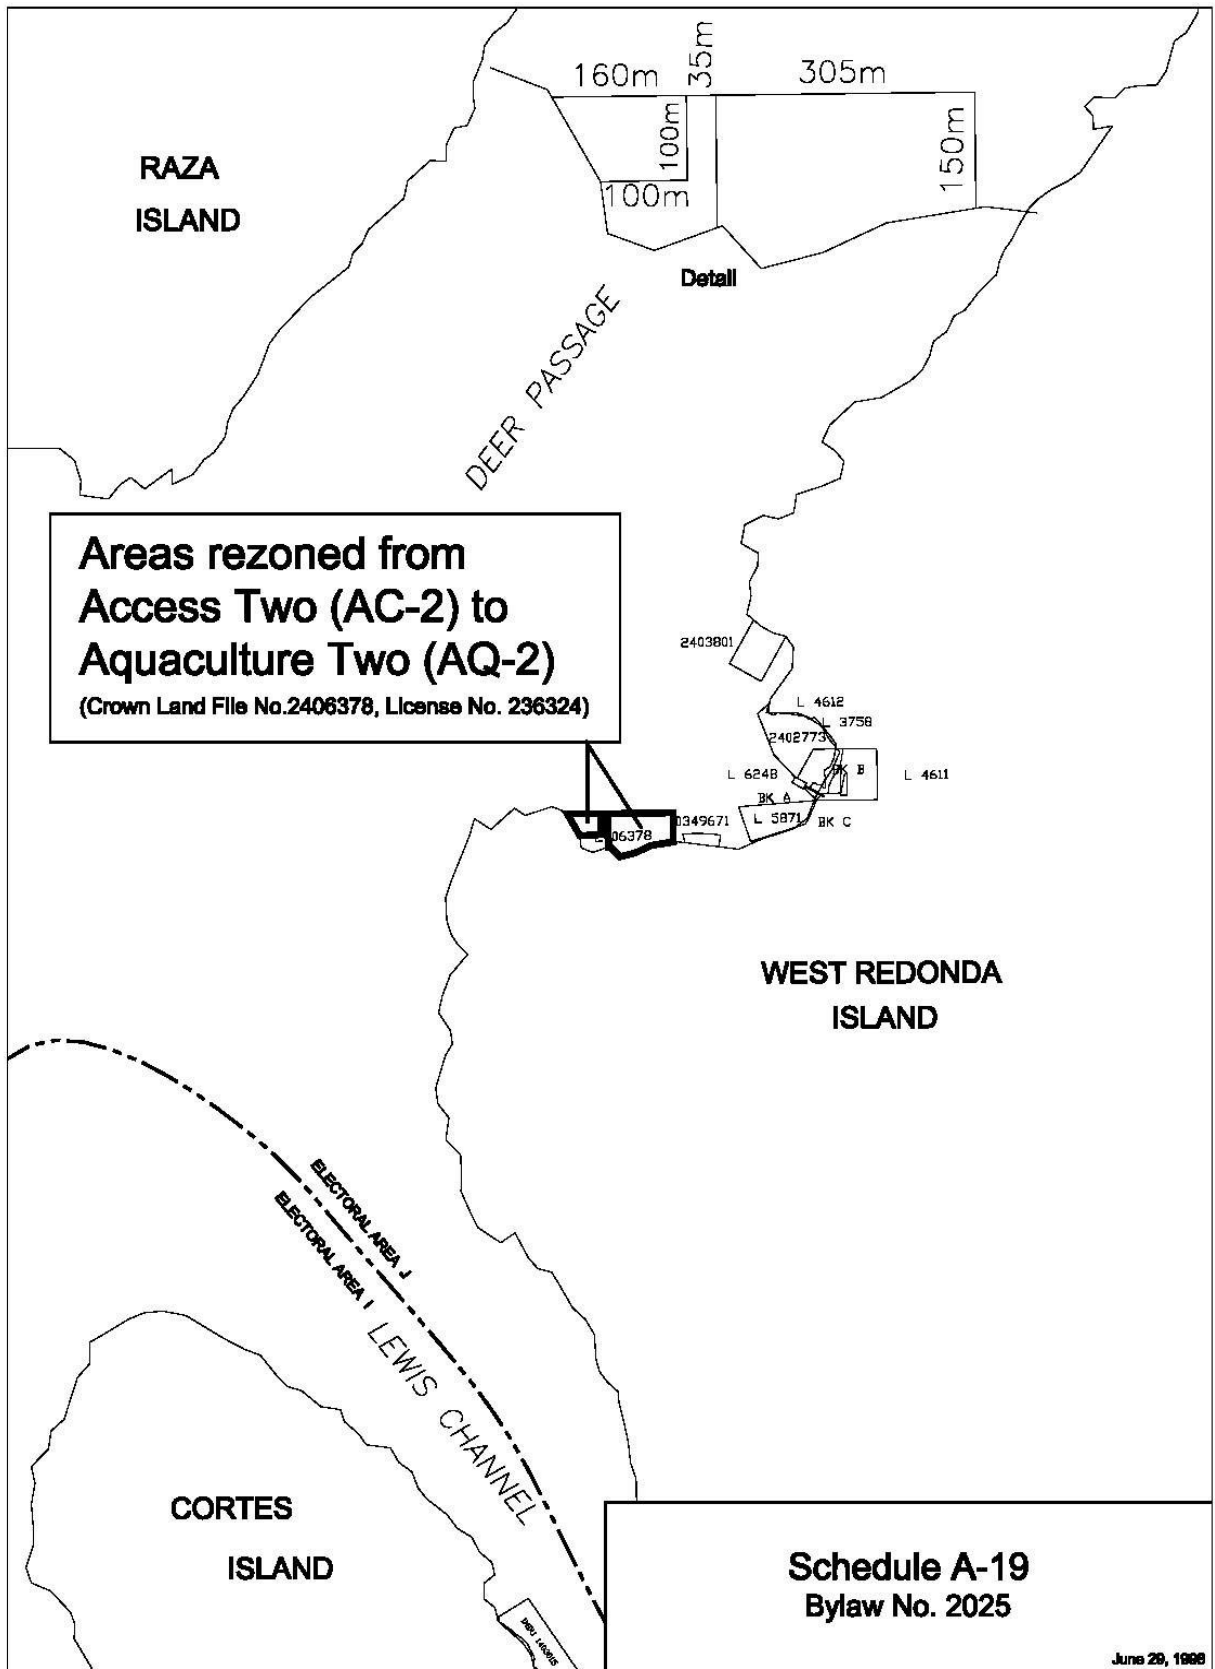 160m
35m
305m
100m
150m
100m
Detail
RAZA
ISLAND
DEER PASSAGE
Areas rezoned from
Access Two (AC-2) to
Aquaculture Two (AQ-2)
(Crown Land File No.2406378, License No. 236324)
2403801
L 4612
L 3758
2402773
BK B
L 6248
L 4611
BK A
L 5871
BK C
0349671
06378
WEST REDONDA
ISLAND
ELECTORAL AREA J
ELECTORAL AREA I
LEWIS CHANNEL
CORTES
ISLAND
Schedule A-19
Bylaw No. 2025
June 29, 1998